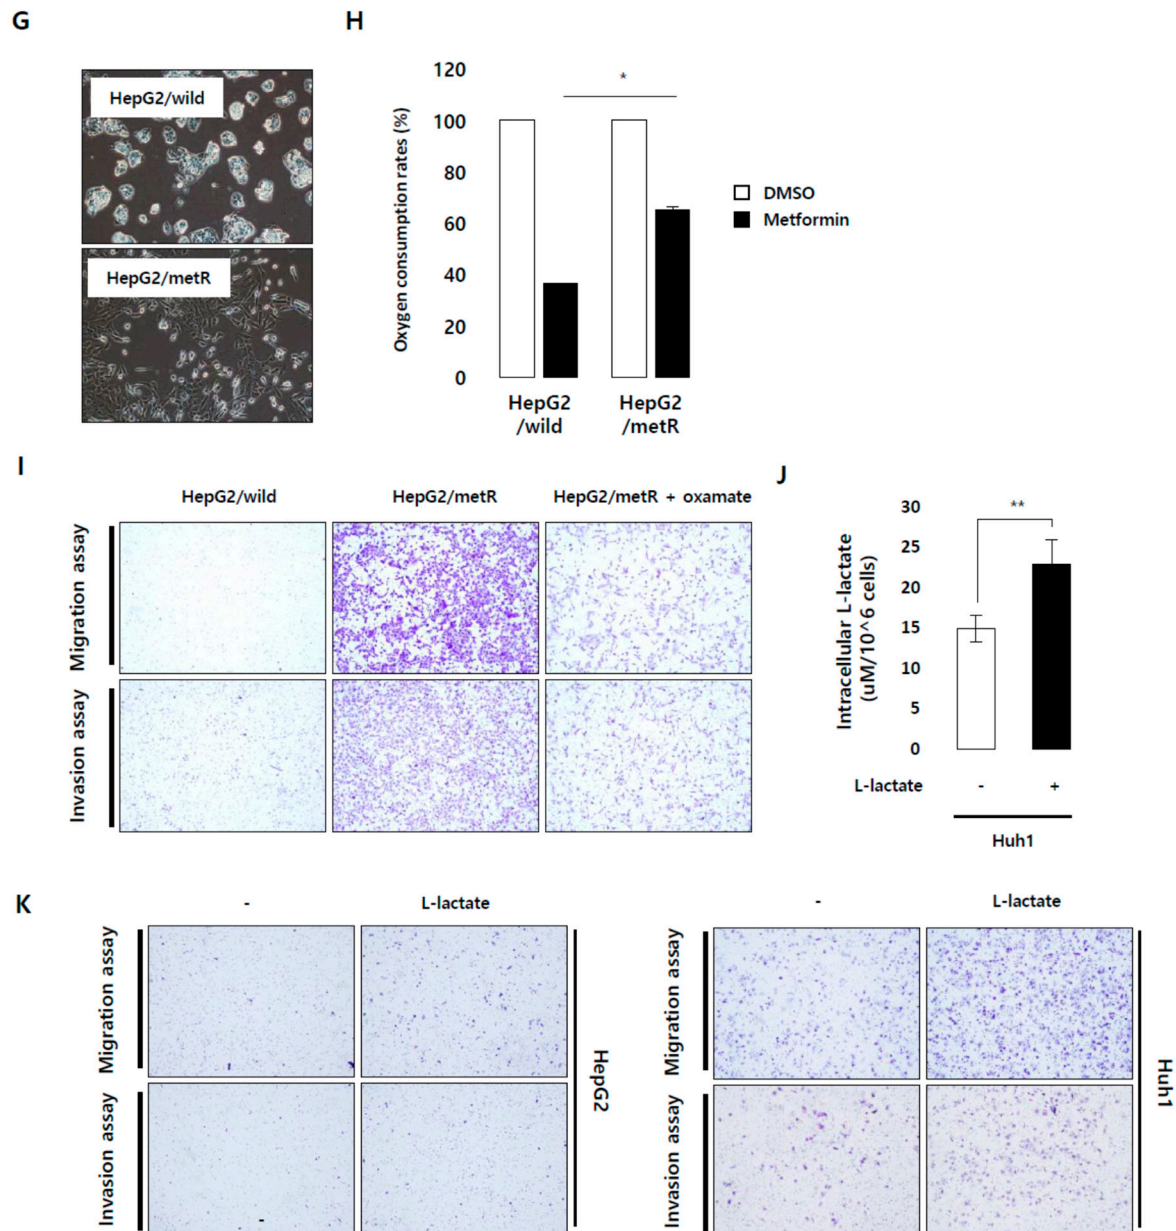 G
HepG2/wild
HepG2/metR
H
Oxygen consumption rates (%)
120
100
80
60
40
20
0
*
DMSO
Metformin
HepG2
/wild
HepG2
/metR
I
HepG2/wild
HepG2/metR
HepG2/metR + oxamate
Migration assay
Invasion assay
J
Intracellular L-lactate
(uM/10^6 cells)
30
25
20
15
10
5
0
**
L-lactate
-
+
Huh1
K
-
L-lactate
Migration assay
Invasion assay
HepG2
-
L-lactate
Migration assay
Invasion assay
Huh1